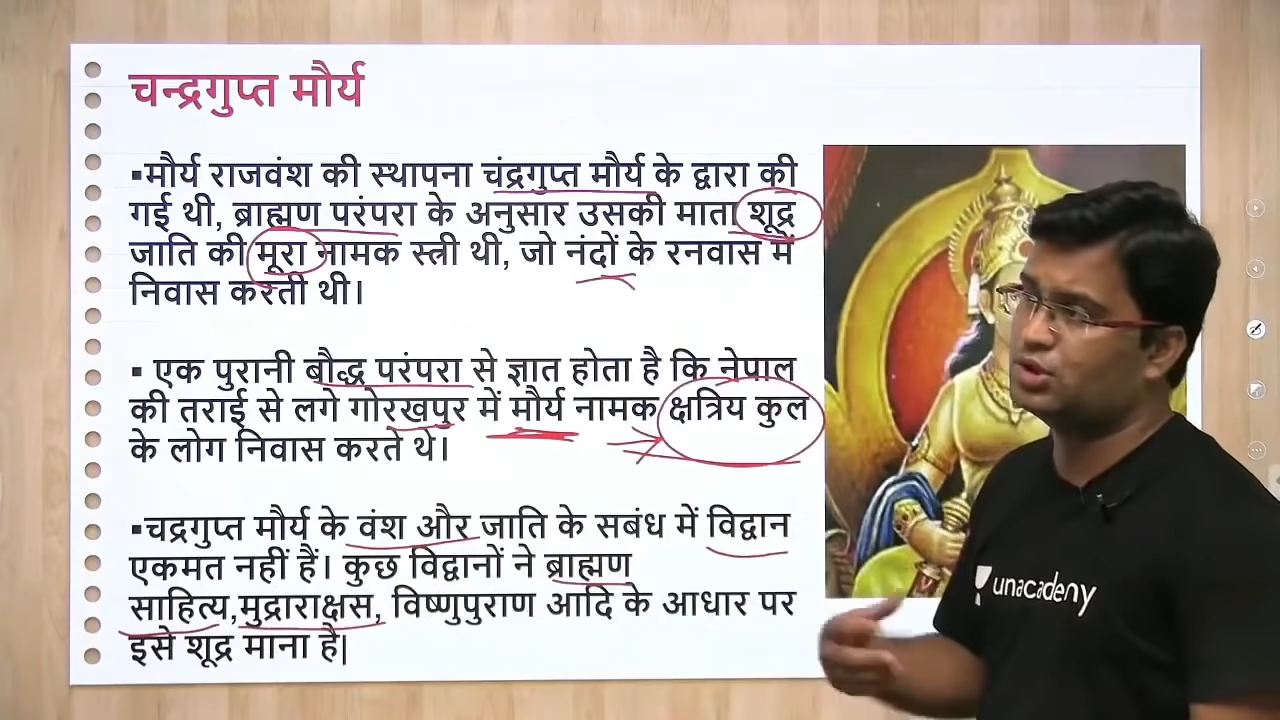 चन्द्रगुप्त मौर्य
▪मौर्य राजवंश की स्थापना चंद्रगुप्त मौर्य के द्वारा की
गई थी, ब्राह्मण परंपरा के अनुसार उसकी माता शूद्र
जाति की मूरा नामक स्त्री थी, जो नंदों के रनवास में
निवास करती थी।
▪ एक पुरानी बौद्ध परंपरा से ज्ञात होता है कि नेपाल
की तराई से लगे गोरखपुर में मौर्य नामक क्षत्रिय कुल
के लोग निवास करते थे।
▪चद्रगुप्त मौर्य के वंश और जाति के सबंध में विद्वान
एकमत नहीं हैं। कुछ विद्वानों ने ब्राह्मण
साहित्य,मुद्राराक्षस, विष्णुपुराण आदि के आधार पर
इसे शूद्र माना है|
unacademy